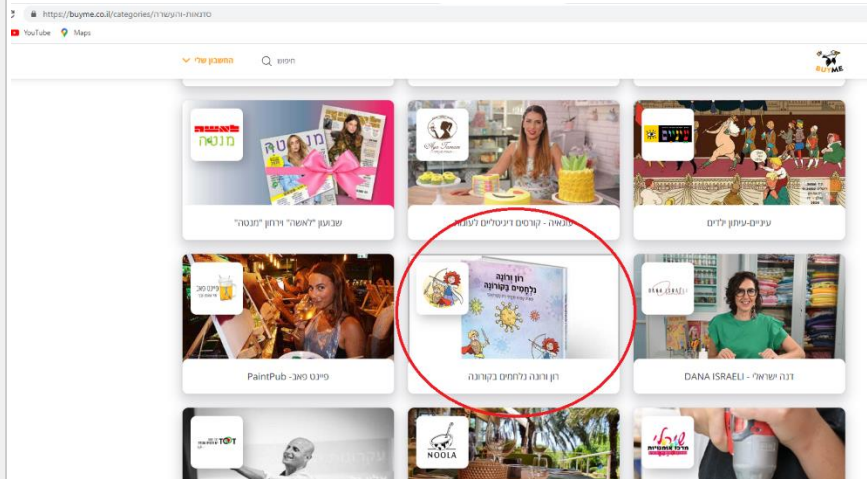 https://buyme.co.il/categories/סדנאות-והעשרה
YouTube
Maps
BUYME
חיפוש
החשבון שלי
עיניים-עיתון ילדים
עוגאיה - קורסים דיגיטליים לעוגות
שבועון "לאשה" וירחון "מנטה"
לאשה
מנטה
DANA ISRAELI - דנה ישראלי
רון ורונה
נלחמים בקורונה
רון ורונה נלחמים בקורונה
פיינט פאב
פיינט פאב- PaintPub
NOOLA